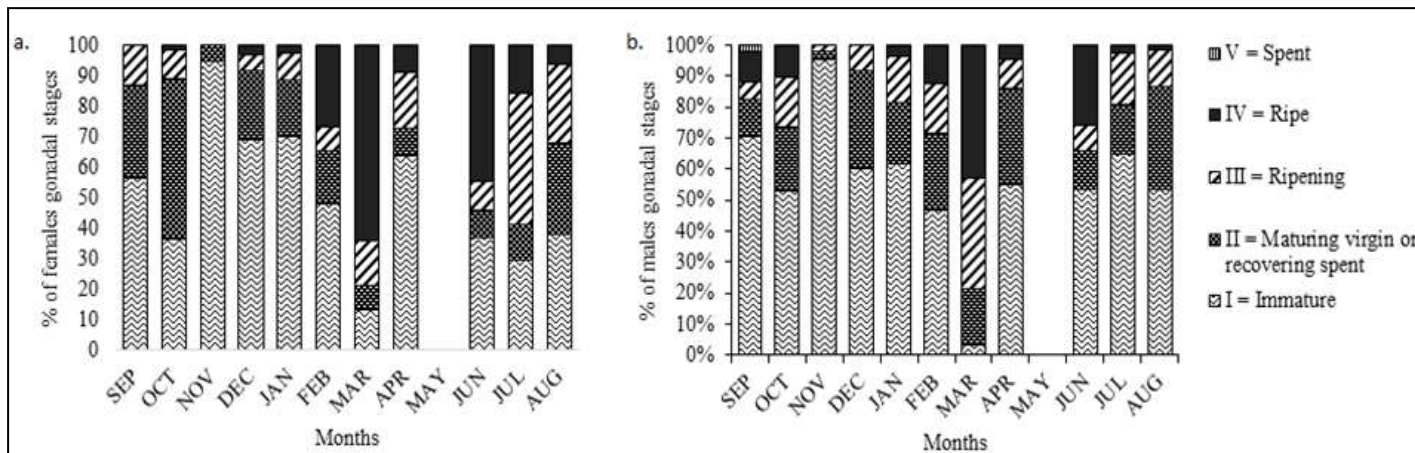 a.
% of females gonadal stages
100
90
80
70
60
50
40
30
20
10
0
SEP
OCT
NOV
DEC
JAN
FEB
MAR
APR
MAY
JUN
JUL
AUG
Months
b.
% of males gonadal stages
100%
90%
80%
70%
60%
50%
40%
30%
20%
10%
0%
SEP
OCT
NOV
DEC
JAN
FEB
MAR
APR
MAY
JUN
JUL
AUG
Months
V = Spent
IV = Ripe
III = Ripening
II = Maturing virgin or
recovering spent
I = Immature